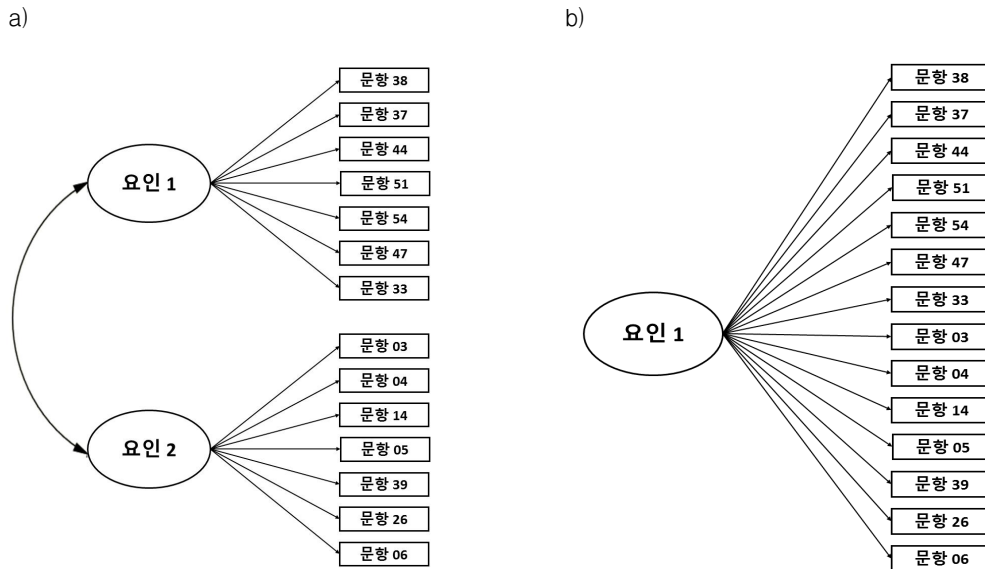 a)
문항 38
문항 37
문항 44
요인 1
문항 51
문항 54
문항 47
문항 33
문항 03
문항 04
문항 14
요인 2
문항 05
문항 39
문항 26
문항 06
b)
문항 38
문항 37
문항 44
문항 51
문항 54
문항 47
문항 33
요인 1
문항 03
문항 04
문항 14
문항 05
문항 39
문항 26
문항 06